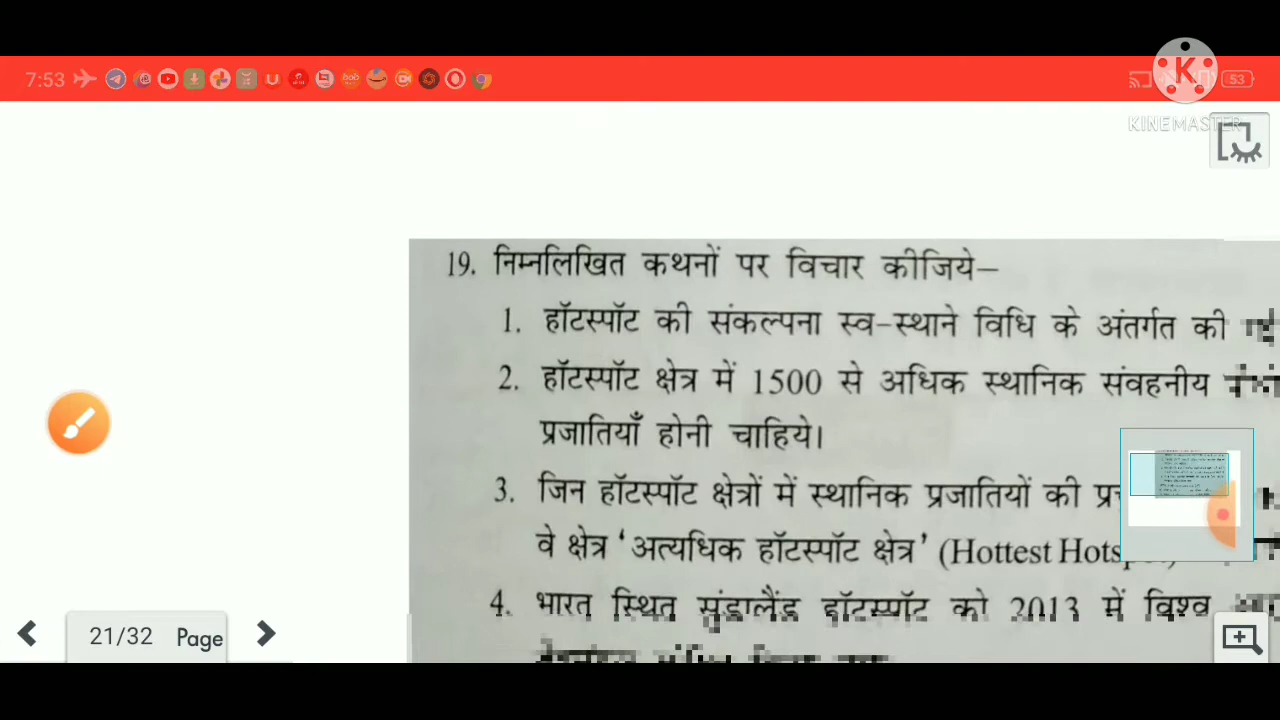 7:53
53
KINEMASTER
19. निम्नलिखित कथनों पर विचार कीजिये–
1. हॉटस्पॉट की संकल्पना स्व-स्थाने विधि के अंतर्गत की
2. हॉटस्पॉट क्षेत्र में 1500 से अधिक स्थानिक संवहनीय
प्रजातियाँ होनी चाहिये।
3. जिन हॉटस्पॉट क्षेत्रों में स्थानिक प्रजातियों की
वे क्षेत्र 'अत्यधिक हॉटस्पॉट क्षेत्र' (Hottest
4. भारत स्थित सुंडालैंड हॉटस्पॉट को 2013 में विश्व
21/32 Page